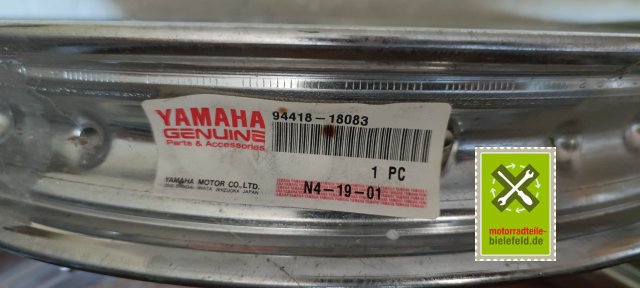 YAMAHA
GENUINE
Parts & Accessories
YAMAHA MOTOR CO., LTD.
94418-18083
1 PC
N4-19-01
motorradteile-
bielefeld.de